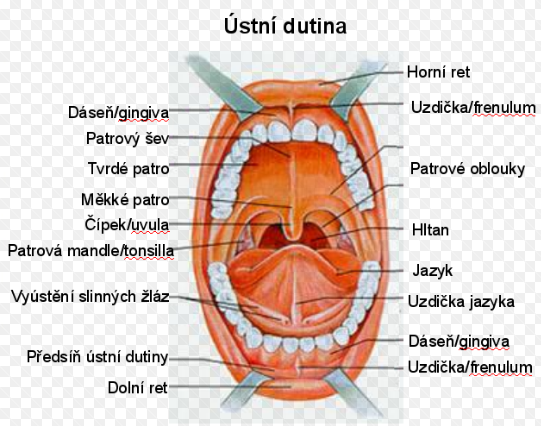 Ústní dutina
Horní ret
Dáseň/gingiva
Uzdička/frenulum
Patrový šev
Tvrdé patro
Patrové oblouky
Měkké patro
Čípek/uvula
Hltan
Patrová mandle/tonsilla
Jazyk
Vyústění slinných žláz
Uzdička jazyka
Dáseň/gingiva
Předsíň ústní dutiny
Uzdička/frenulum
Dolní ret